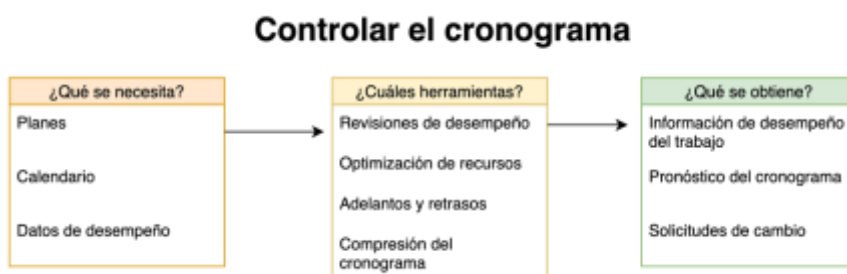 Controlar el cronograma
¿Qué se necesita?
Planes
Calendario
Datos de desempeño
¿Cuáles herramientas?
Revisiones de desempeño
Optimización de recursos
Adelantos y retrasos
Compresión del
cronograma
¿Qué se obtiene?
Información de desempeño
del trabajo
Pronóstico del cronograma
Solicitudes de cambio